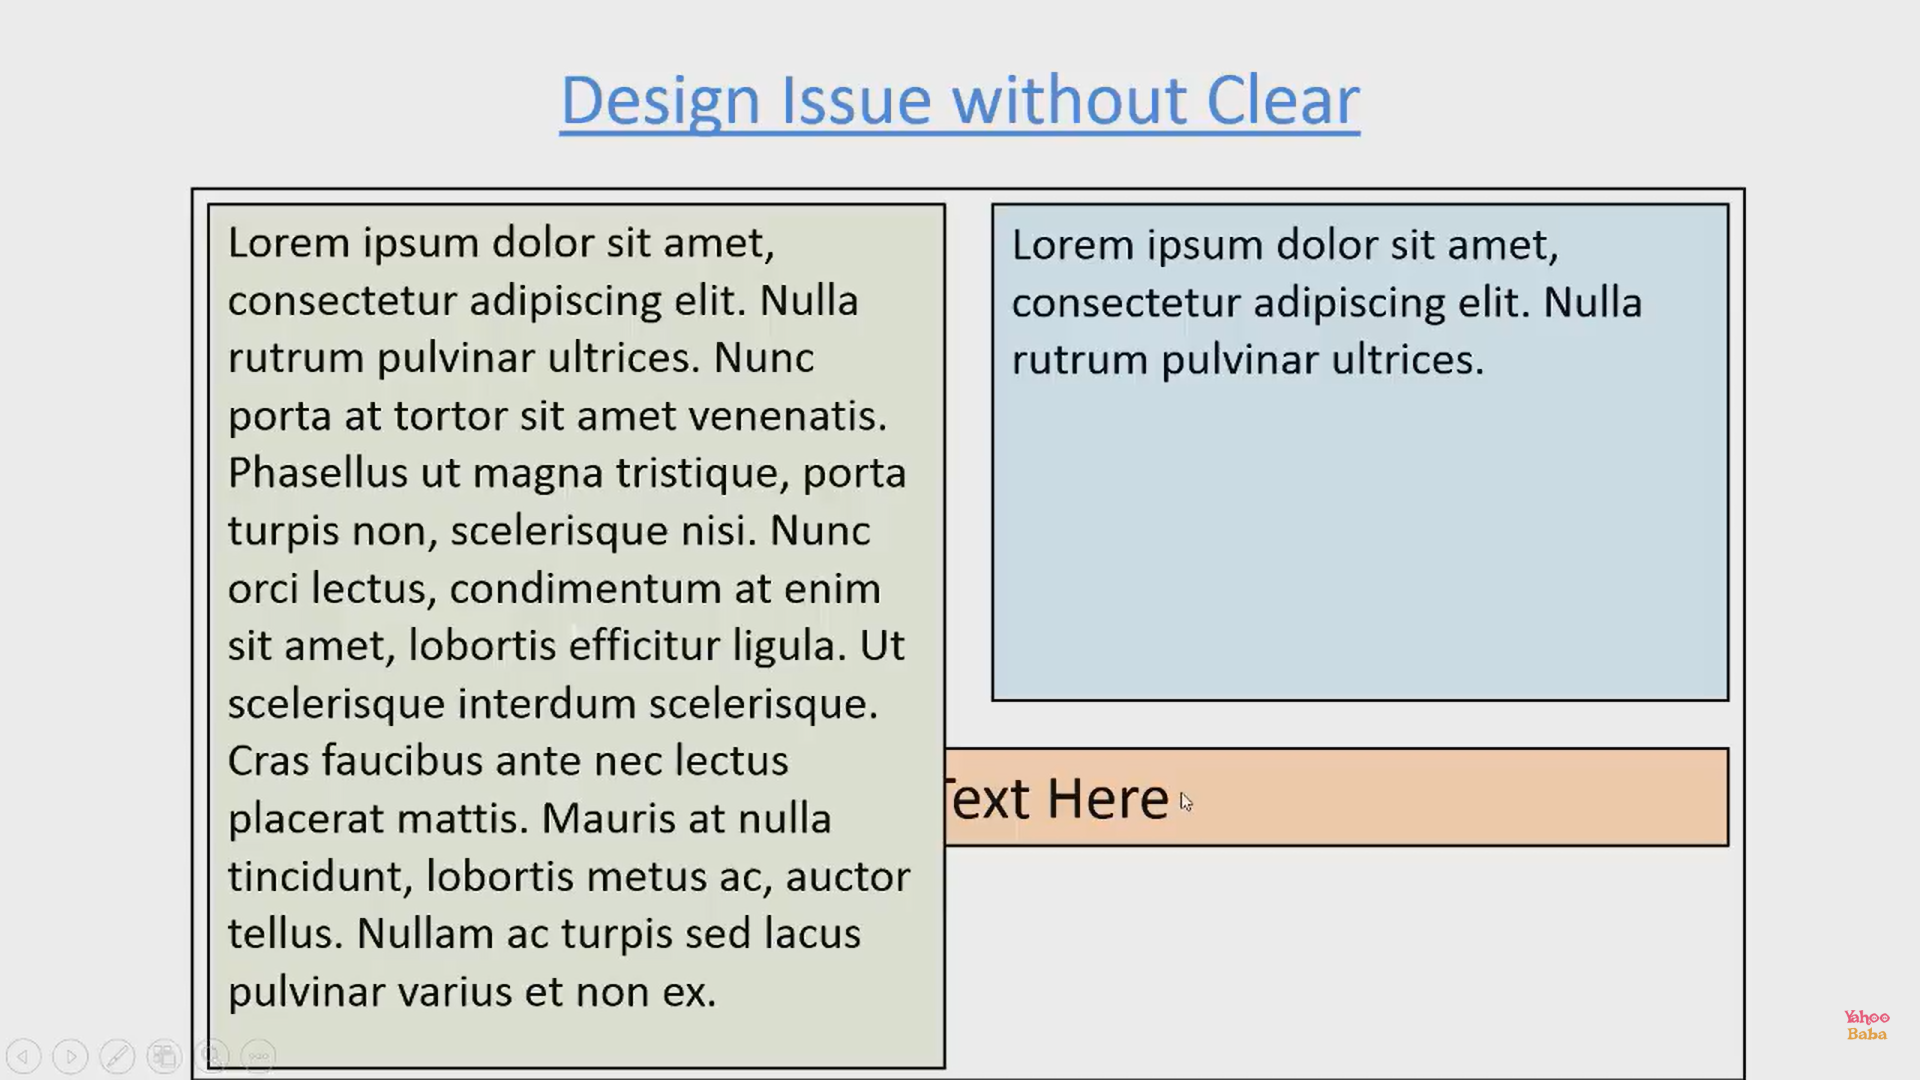 Design Issue without Clear
Lorem ipsum dolor sit amet,
consectetur adipiscing elit. Nulla
rutrum pulvinar ultrices. Nunc
porta at tortor sit amet venenatis.
Phasellus ut magna tristique, porta
turpis non, scelerisque nisi. Nunc
orci lectus, condimentum at enim
sit amet, lobortis efficitur ligula. Ut
scelerisque interdum scelerisque.
Cras faucibus ante nec lectus
placerat mattis. Mauris at nulla
tincidunt, lobortis metus ac, auctor
tellus. Nullam ac turpis sed lacus
pulvinar varius et non ex.
Lorem ipsum dolor sit amet,
consectetur adipiscing elit. Nulla
rutrum pulvinar ultrices.
Text Here
Yahoo
Baba